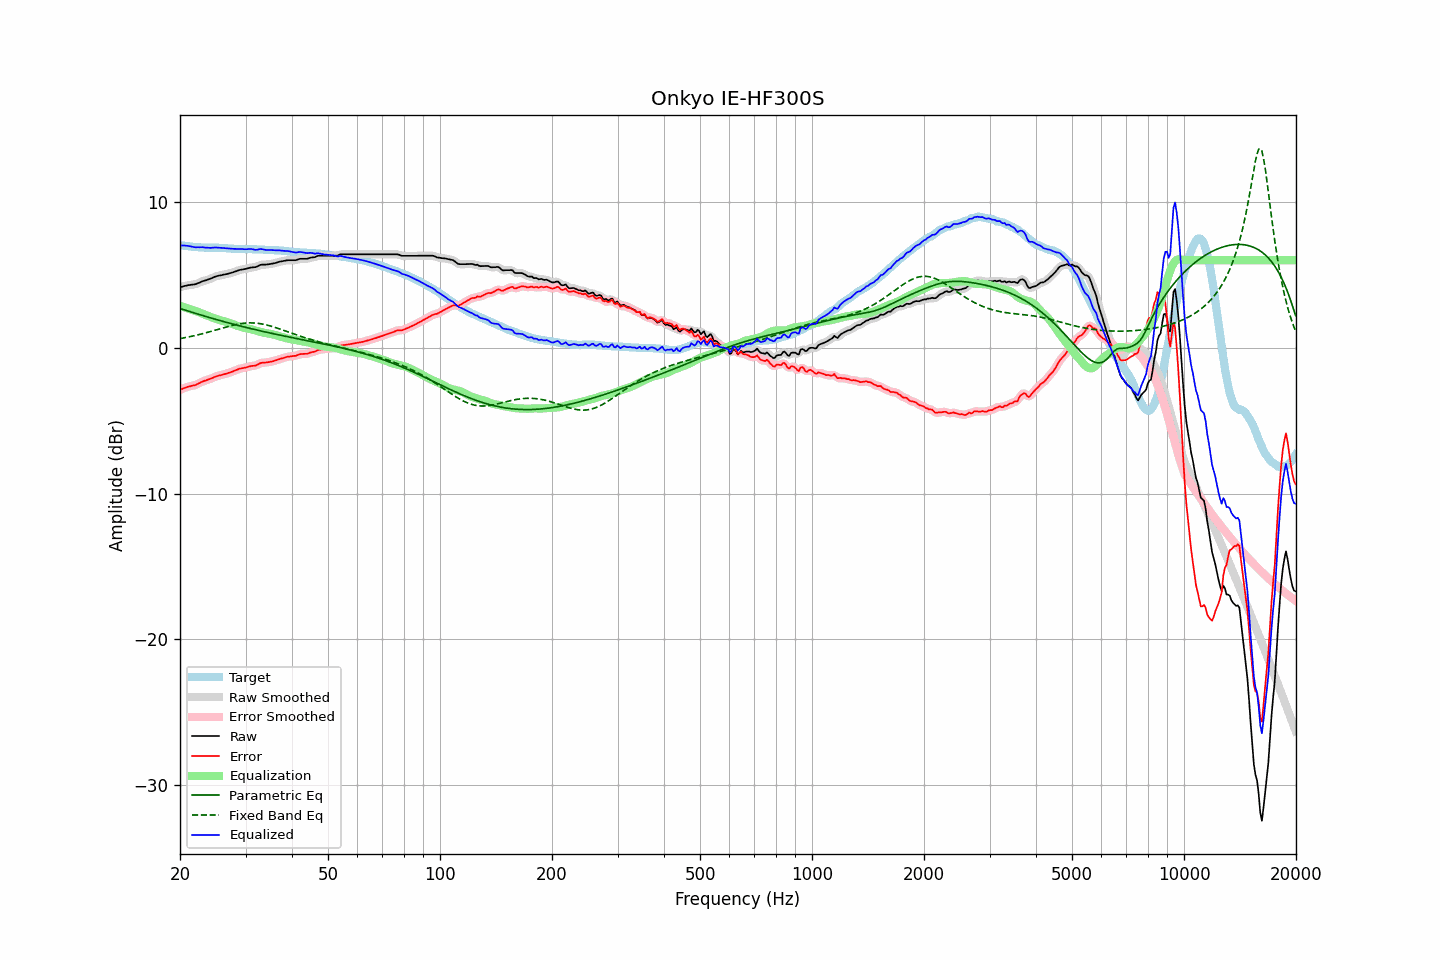 Onkyo IE-HF300S
10
0
−10
−20
−30
Amplitude (dBr)
Target
Raw Smoothed
Error Smoothed
Raw
Error
Equalization
Parametric Eq
Fixed Band Eq
Equalized
20 50 100 200 500 1000 2000 5000 10000 20000
Frequency (Hz)